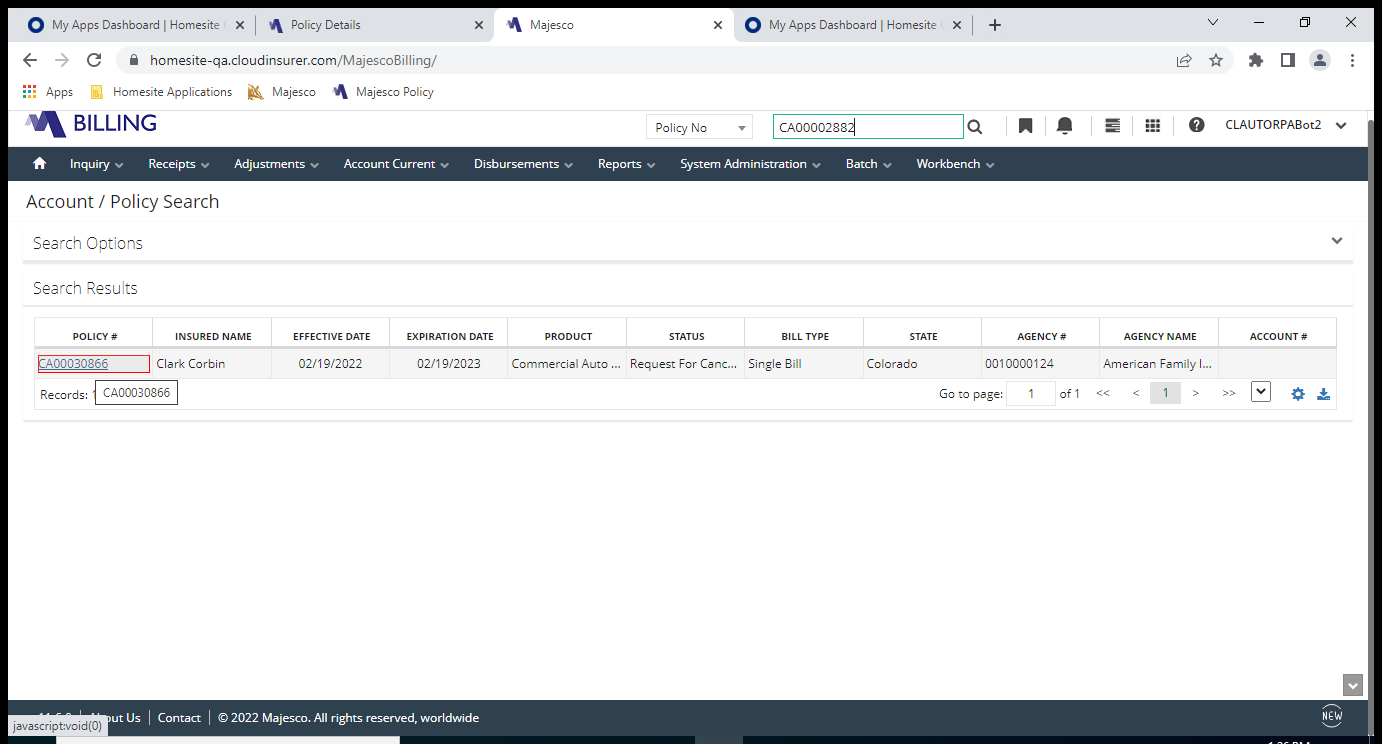 My Apps Dashboard | Homesite
Policy Details
Majesco
My Apps Dashboard | Homesite
homesite-qa.cloudinsurer.com/MajescoBilling/
Apps
Homesite Applications
Majesco
Majesco Policy
BILLING
Policy No
CA00002882
CLAUTORPABot2
Inquiry
Receipts
Adjustments
Account Current
Disbursements
Reports
System Administration
Batch
Workbench
Account / Policy Search
Search Options
Search Results
POLICY # INSURED NAME EFFECTIVE DATE EXPIRATION DATE PRODUCT STATUS BILL TYPE STATE AGENCY # AGENCY NAME ACCOUNT #
CA00030866 Clark Corbin 02/19/2022 02/19/2023 Commercial Auto ... Request For Canc... Single Bill Colorado 0010000124 American Family I...
Records: 1
CA00030866
Go to page: 1 of 1 << < 1 > >>
About Us | Contact | © 2022 Majesco. All rights reserved, worldwide
NEW
javascript:void(0)